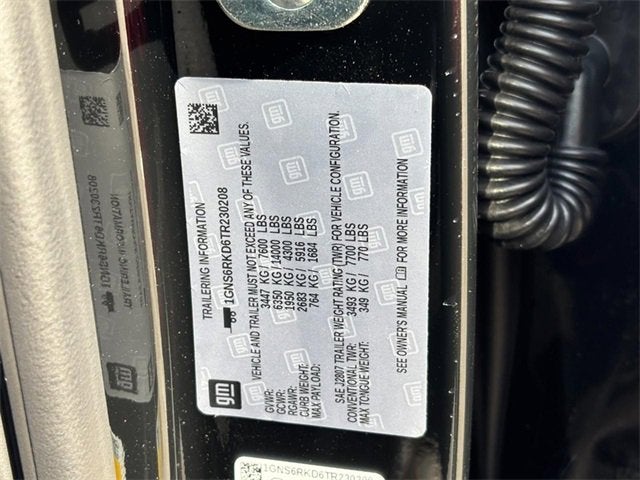 TRAILERING INFORMATION
1GNS6RKD6TR230208
gm
VEHICLE AND TRAILER MUST NOT EXCEED ANY OF THESE VALUES.
GVWR: 3447 KG / 7600 LBS
GCWR: 6350 KG / 14000 LBS
RGAWR: 1950 KG / 4300 LBS
CURB WEIGHT: 2683 KG / 5916 LBS
MAX PAYLOAD: 764 KG / 1684 LBS
SAE J2807 TRAILER WEIGHT RATING (TWR) FOR VEHICLE CONFIGURATION.
CONVENTIONAL TWR: 3493 KG / 7700 LBS
MAX TONGUE WEIGHT: 349 KG / 770 LBS
SEE OWNER'S MANUAL FOR MORE INFORMATION
1GNS6RKD6TR230208